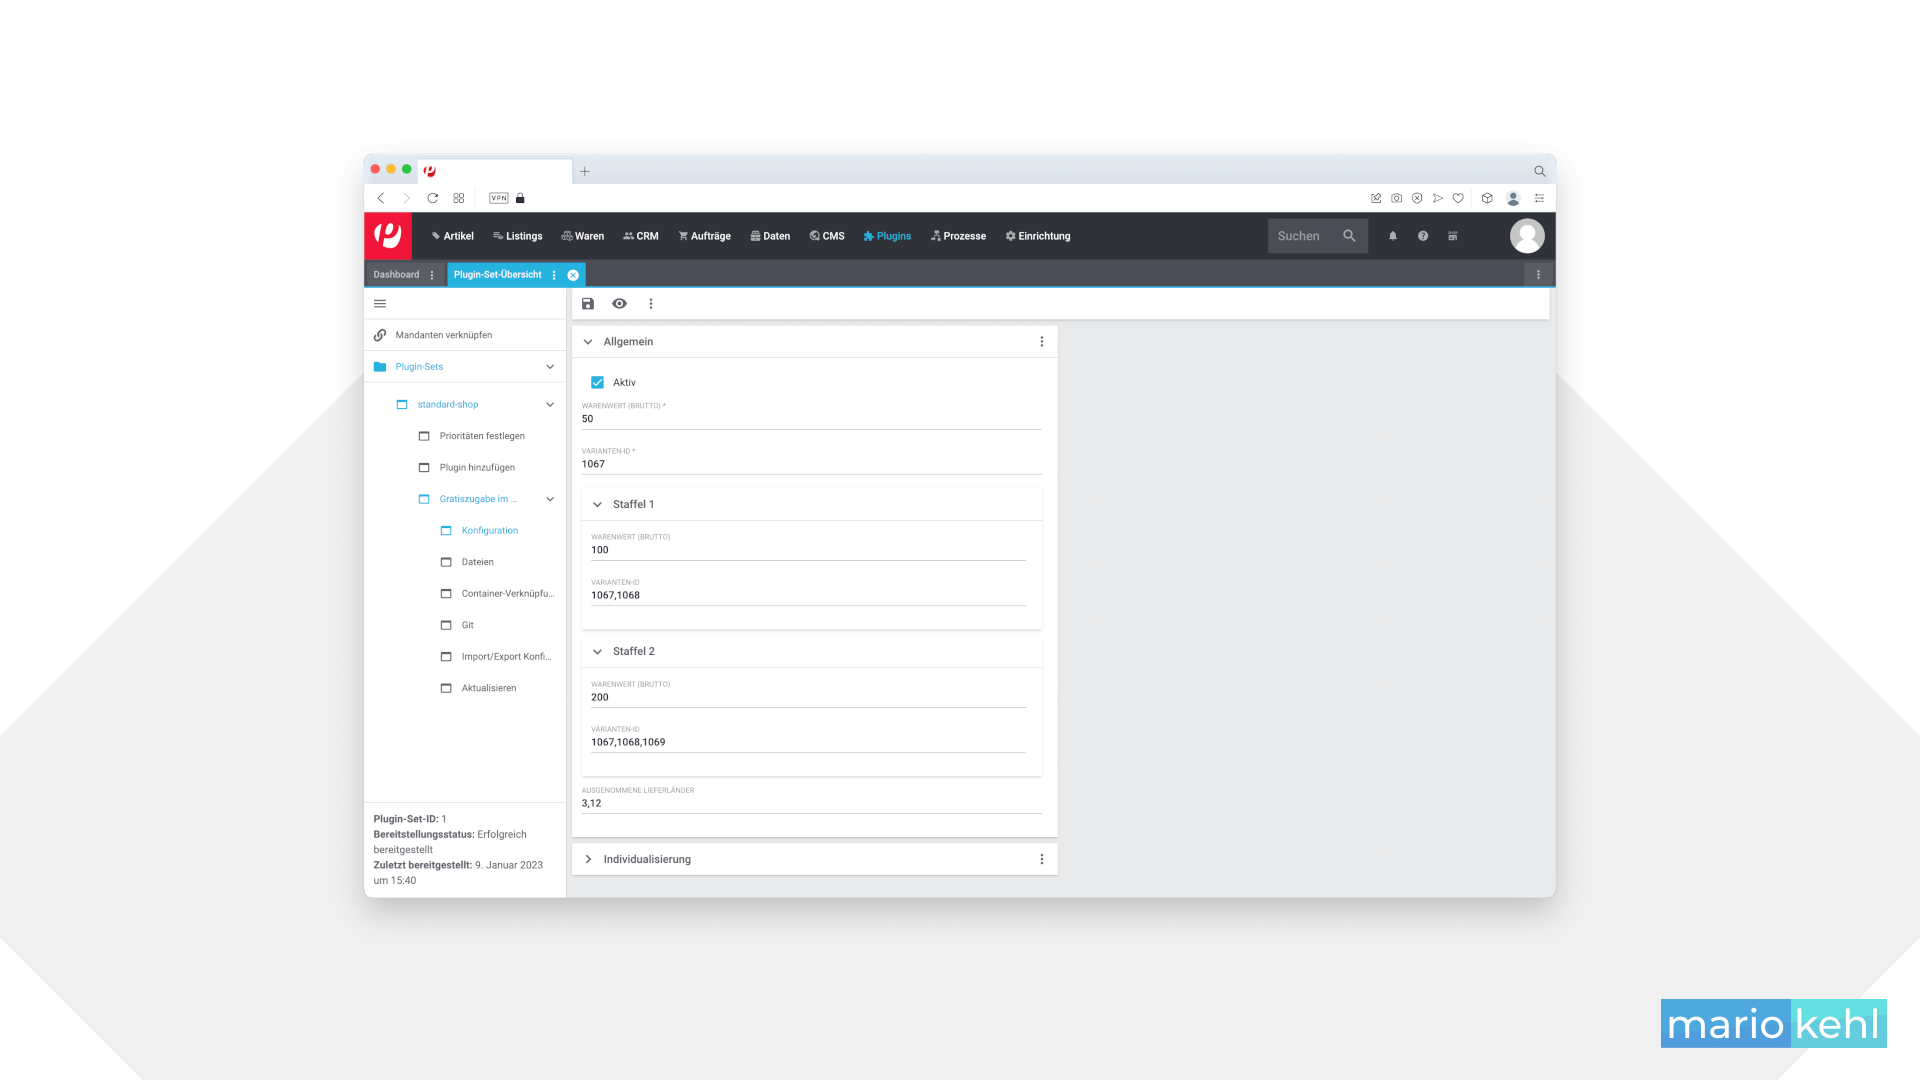 VPN
Artikel
Listings
Waren
CRM
Aufträge
Daten
CMS
Plugins
Prozesse
Einrichtung
Suchen
Dashboard
Plugin-Set-Übersicht
Mandanten verknüpfen
Plugin-Sets
standard-shop
Prioritäten festlegen
Plugin hinzufügen
Gratiszugabe im ...
Konfiguration
Dateien
Container-Verknüpfu...
Git
Import/Export Konfi...
Aktualisieren
Plugin-Set-ID: 1
Bereitstellungsstatus: Erfolgreich
bereitgestellt
Zuletzt bereitgestellt: 9. Januar 2023
um 15:40
Allgemein
Aktiv
WARENWERT (BRUTTO) *
50
VARIANTEN-ID *
1067
Staffel 1
WARENWERT (BRUTTO)
100
VARIANTEN-ID
1067,1068
Staffel 2
WARENWERT (BRUTTO)
200
VARIANTEN-ID
1067,1068,1069
AUSGENOMMENE LIEFERLÄNDER
3,12
Individualisierung
mario kehl